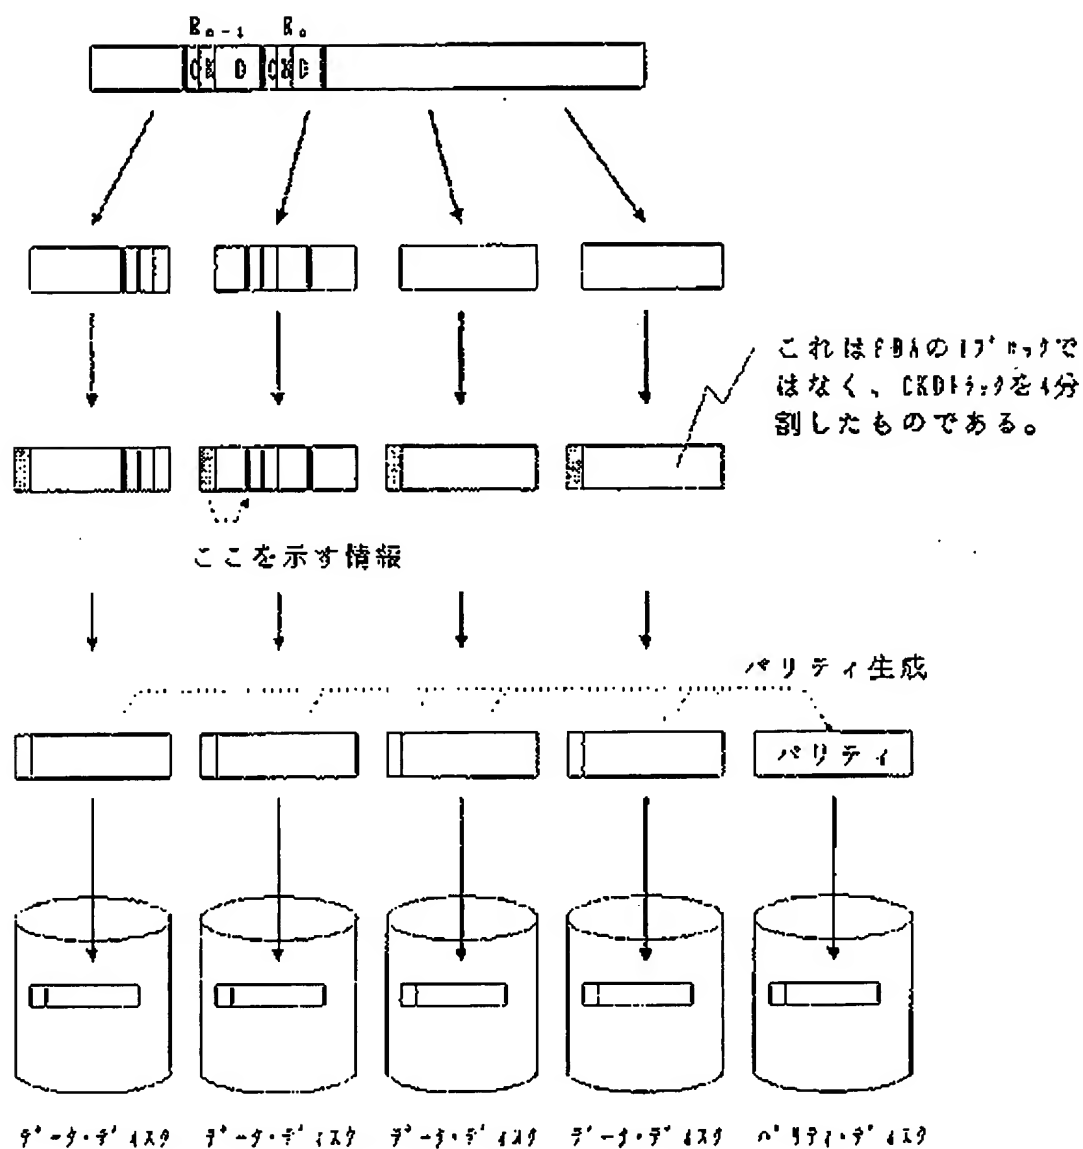 Rn-1 Rn
C K D C K D
これはFBAの1ブロックで
はなく、CKDトラックを4分
割したものである。
ここを示す情報
パリティ生成
パリティ
データ・ディスク データ・ディスク データ・ディスク データ・ディスク パリティ・ディスク